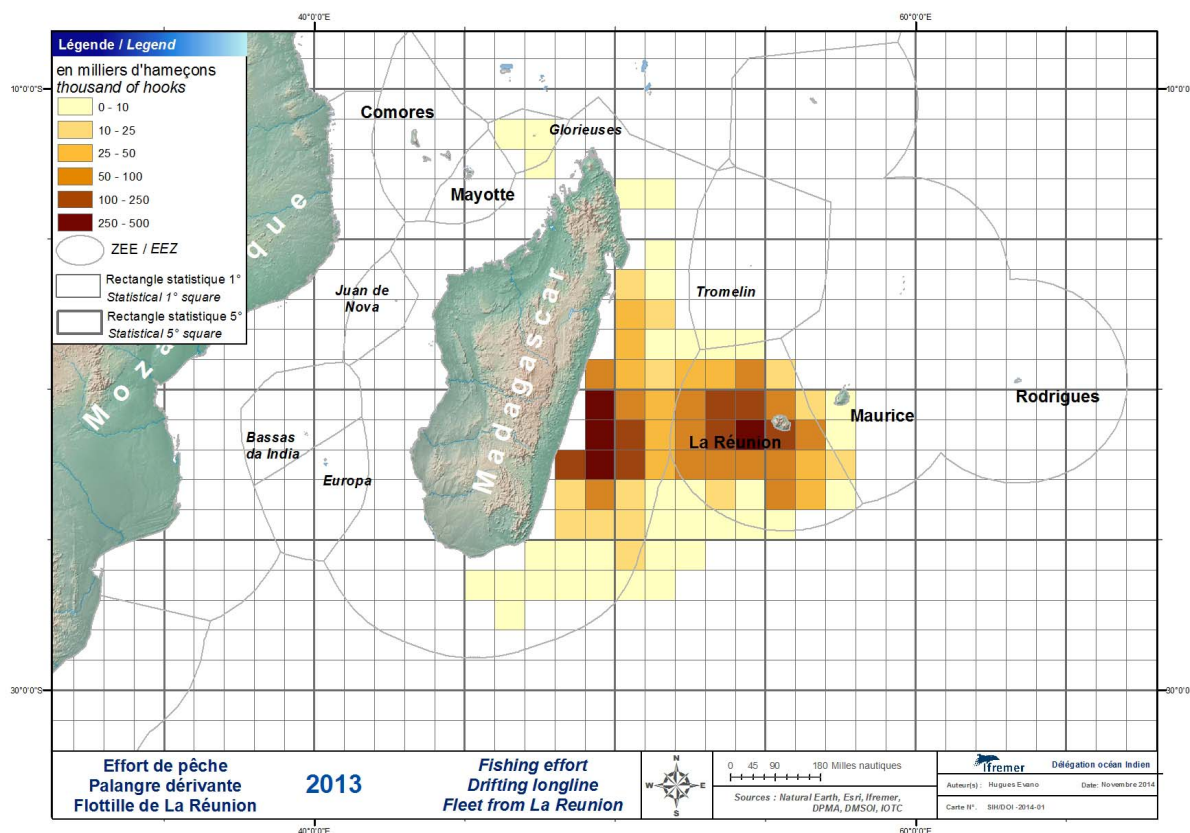 40°0'0"E
60°0'0"E
Légende / Legend
en milliers d'hameçons
thousand of hooks
0 - 10
10 - 25
25 - 50
50 - 100
100 - 250
250 - 500
ZEE / EEZ
Rectangle statistique 1°
Statistical 1° square
Rectangle statistique 5°
Statistical 5° square
10°0'0"S
10°0'0
Comores
Glorieuses
Mayotte
Juan de
Nova
Tromelin
Madagascar
Rodrigues
Maurice
La Réunion
Bassas
da India
Europa
30°0'0"S
30°0'0
Effort de pêche
Palangre dérivante
Flottille de La Réunion
2013
Fishing effort
Drifting longline
Fleet from La Reunion
N
W
E
S
0 45 90 180 Milles nautiques
Sources : Natural Earth, Esri, Ifremer,
DPMA, DMSOI, IOTC
Ifremer
Délégation océan Indien
Auteur(s) : Hugues Evano
Date: Novembre 2014
Carte N°. SIH/DOI -2014-01
40°0'0"E
60°0'0"E